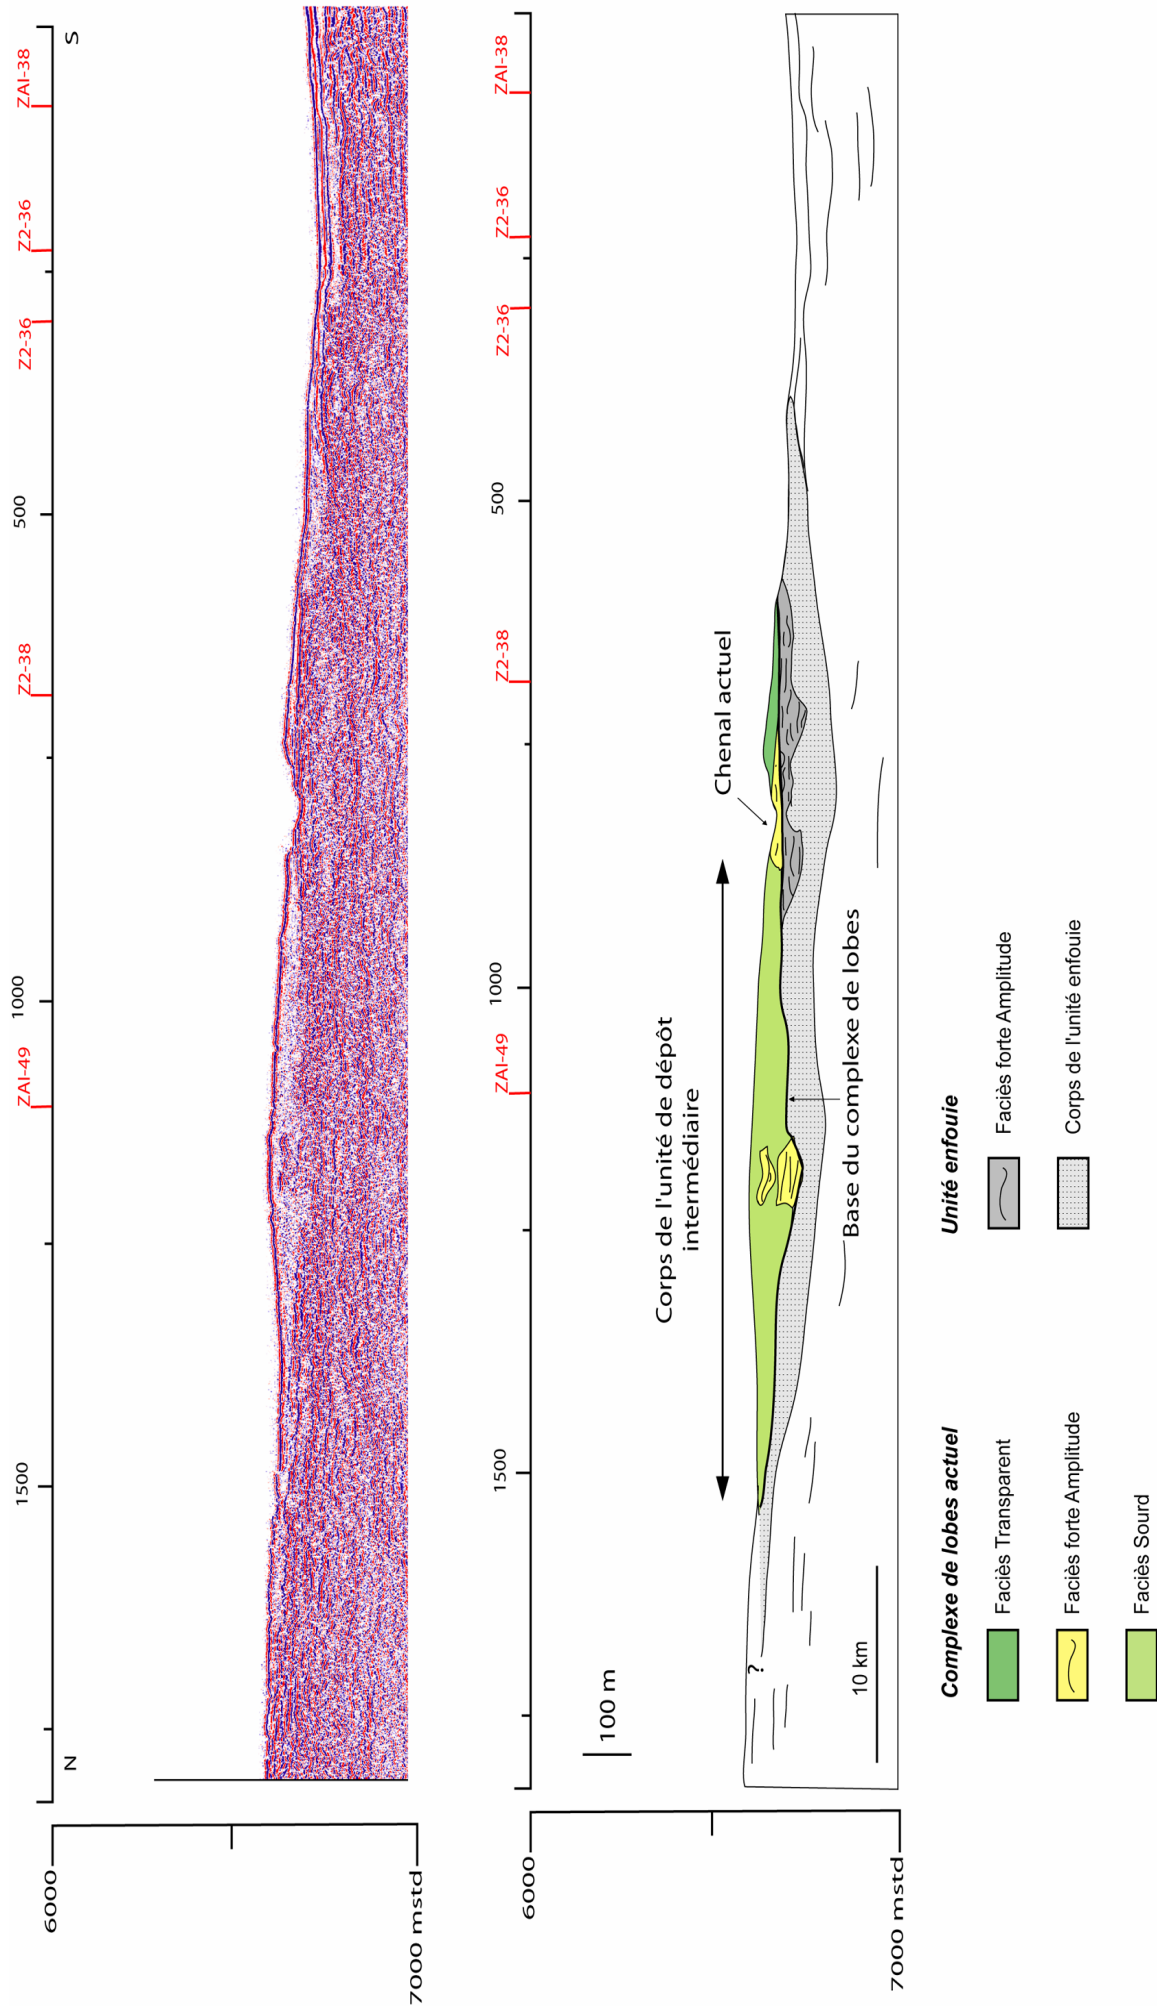 N
S
1500
1000
500
ZAI-49
Z2-38
Z2-36
Z2-36
ZAI-38
6000
7000 mstd
1500
1000
500
ZAI-49
Z2-38
Z2-36
Z2-36
ZAI-38
6000
7000 mstd
100 m
Corps de l'unité de dépôt
intermédiaire
Chenal actuel
Base du complexe de lobes
?
10 km
Complexe de lobes actuel
Faciès Transparent
Faciès forte Amplitude
Faciès Sourd
Unité enfouie
Faciès forte Amplitude
Corps de l'unité enfouie